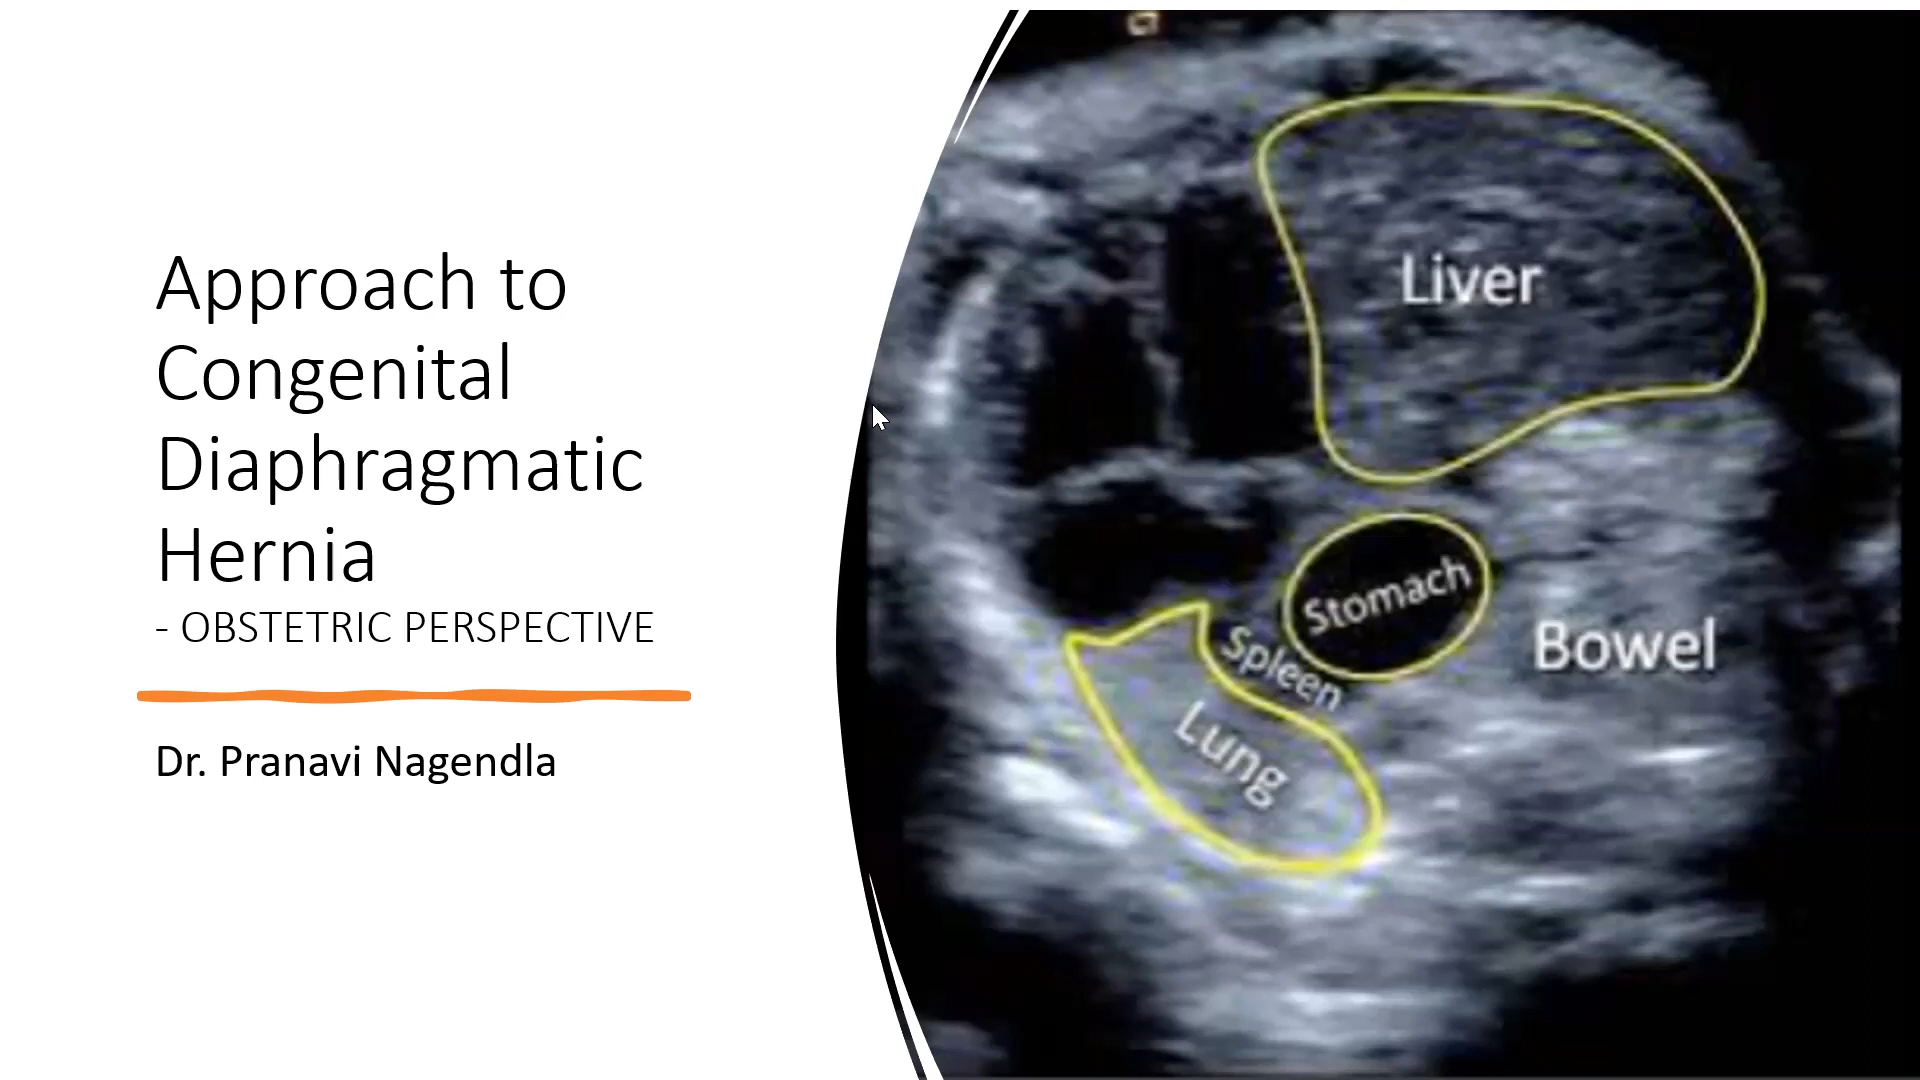 Approach to
Congenital
Diaphragmatic
Hernia
- OBSTETRIC PERSPECTIVE
Dr. Pranavi Nagendla
Liver
Stomach
Spleen
Bowel
Lung